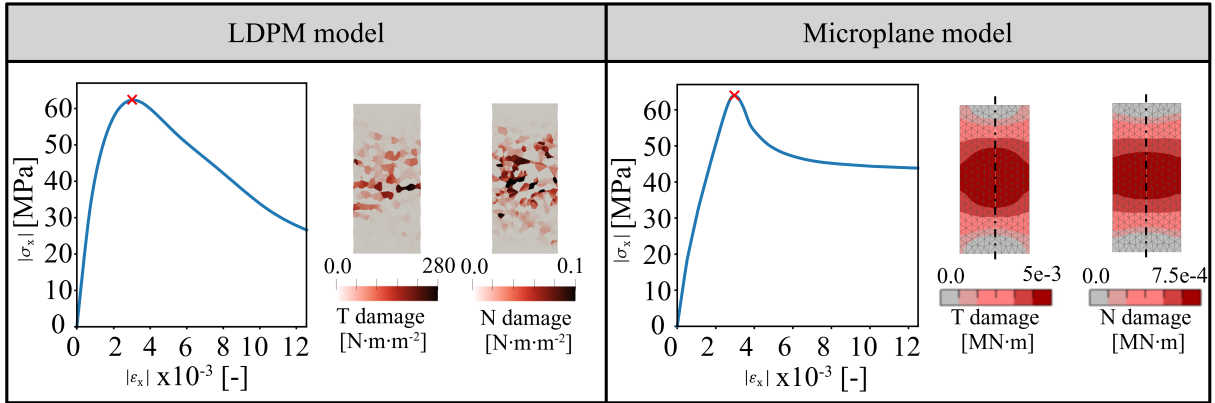 LDPM model
60
50
40
30
20
10
0
|σx| [MPa]
0 2 4 6 8 10 12
|εx| x10-3 [-]
0.0 280
T damage
[N·m·m-2]
0.0 0.1
N damage
[N·m·m-2]
Microplane model
60
50
40
30
20
10
0
|σx| [MPa]
0 2 4 6 8 10 12
|εx| x10-3 [-]
0.0 5e-3
T damage
[MN·m]
0.0 7.5e-4
N damage
[MN·m]